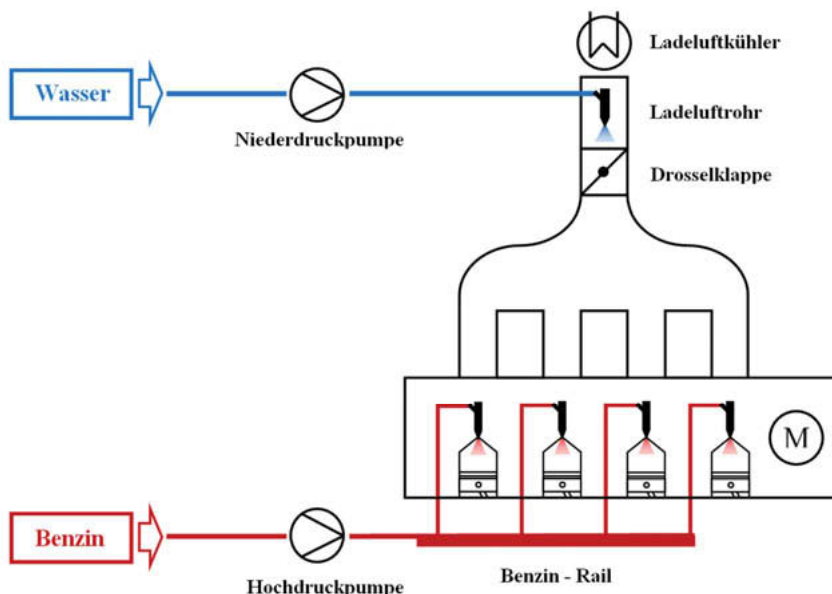 Ladeluftkühler
Wasser
Ladeluftrohr
Niederdruckpumpe
Drosselklappe
M
Benzin
Hochdruckpumpe
Benzin - Rail